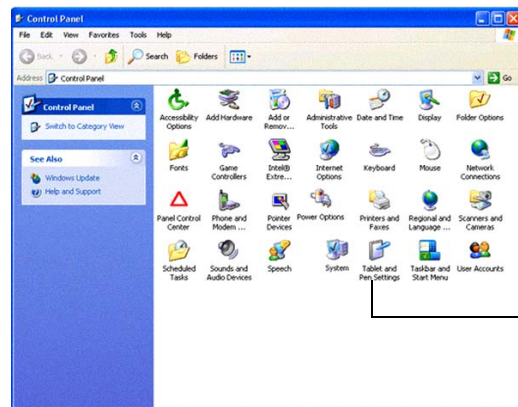 Control Panel
File Edit View Favorites Tools Help
Back Search Folders
Address Control Panel Go
Control Panel
Switch to Category View
See Also
Windows Update
Help and Support
Accessibility Options
Add Hardware
Add or Remov...
Administrative Tools
Date and Time
Display
Folder Options
Fonts
Game Controllers
Intel® Extre...
Internet Options
Keyboard
Mouse
Network Connections
Panel Control Center
Phone and Modem ...
Pointer Devices
Power Options
Printers and Faxes
Regional and Language ...
Scanners and Cameras
Scheduled Tasks
Sounds and Audio Devices
Speech
System
Tablet and Pen Settings
Taskbar and Start Menu
User Accounts